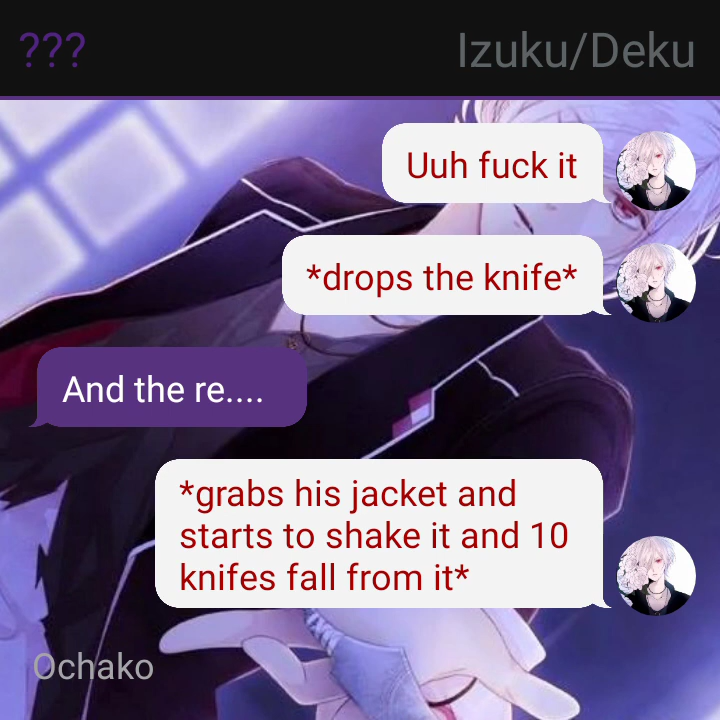 ??? Izuku/Deku
Uuh fuck it
*drops the knife*
And the re....
*grabs his jacket and
starts to shake it and 10
knifes fall from it*
Ochako